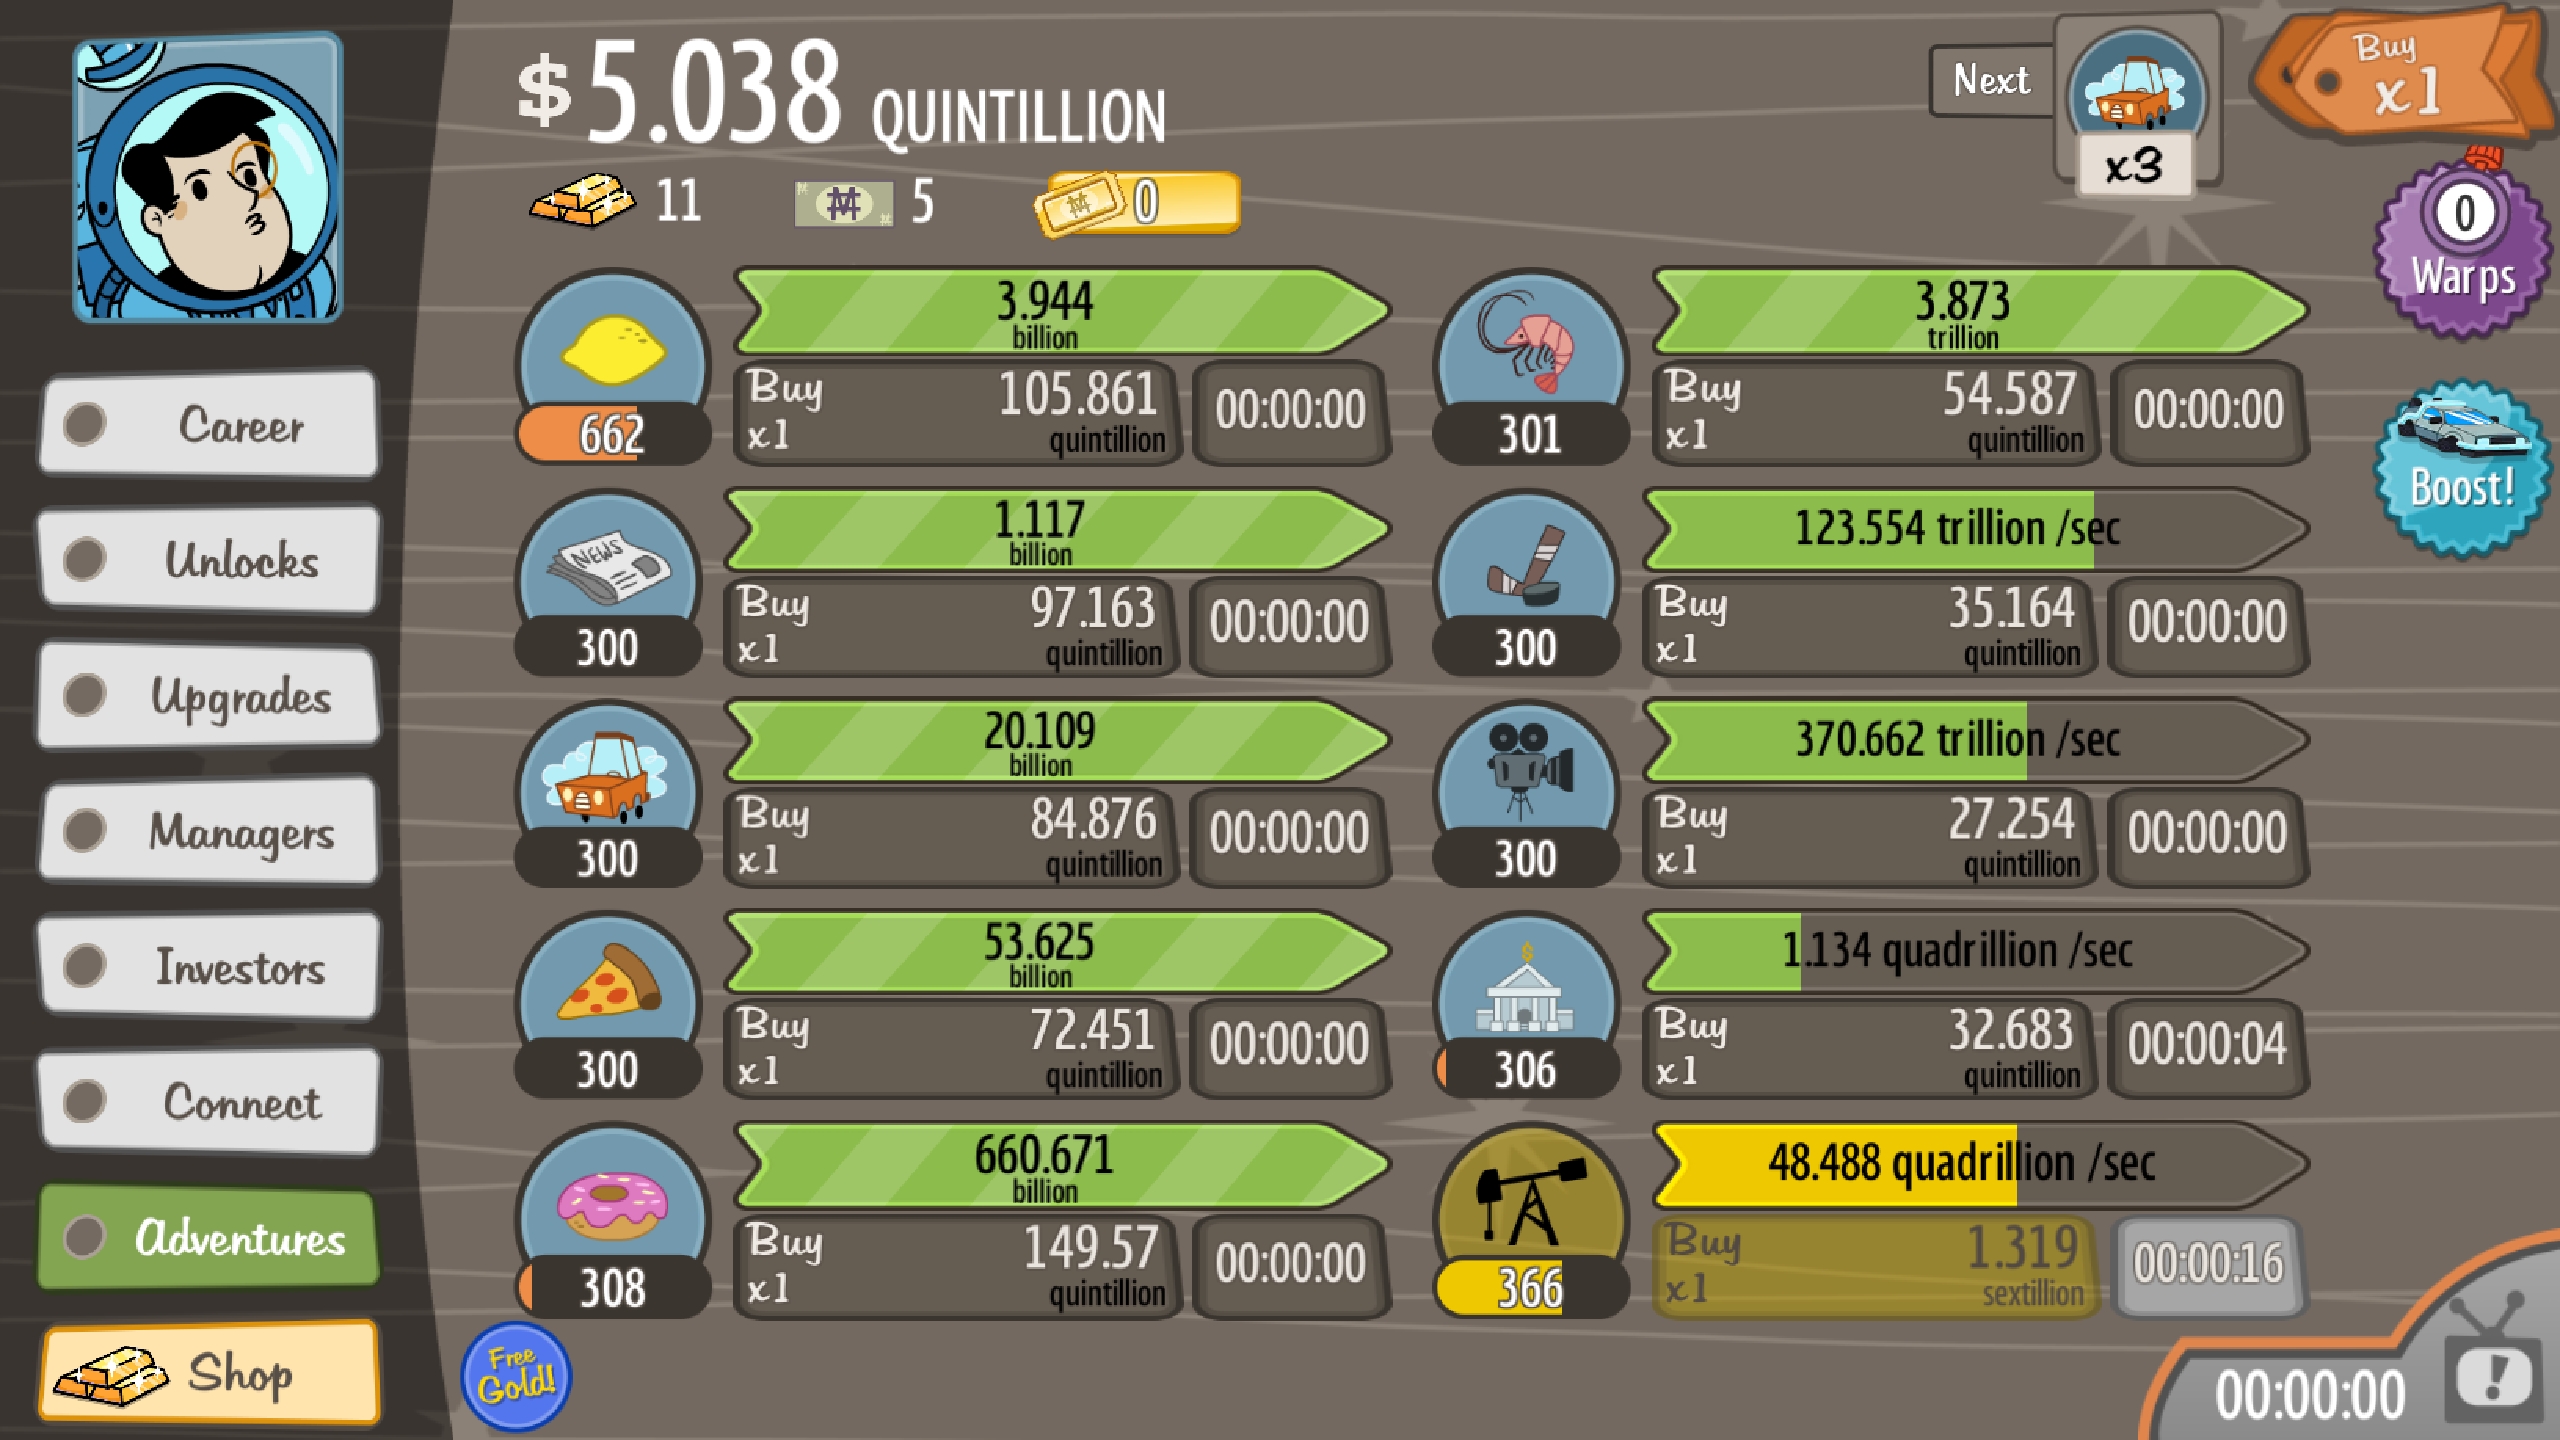 $5.038 QUINTILLION
11
5
0
Next
x3
Buy
x1
0
Warps
Boost!
Career
Unlocks
Upgrades
Managers
Investors
Connect
Adventures
Shop
3.944
billion
662
Buy
x1
105.861
quintillion
00:00:00
NEWS
1.117
billion
300
Buy
x1
97.163
quintillion
00:00:00
20.109
billion
300
Buy
x1
84.876
quintillion
00:00:00
53.625
billion
300
Buy
x1
72.451
quintillion
00:00:00
660.671
billion
308
Buy
x1
149.57
quintillion
00:00:00
3.873
trillion
301
Buy
x1
54.587
quintillion
00:00:00
123.554 trillion /sec
300
Buy
x1
35.164
quintillion
00:00:00
370.662 trillion /sec
300
Buy
x1
27.254
quintillion
00:00:00
1.134 quadrillion /sec
306
Buy
x1
32.683
quintillion
00:00:04
48.488 quadrillion /sec
366
Buy
x1
1.319
sextillion
00:00:16
Free
Gold!
00:00:00
!